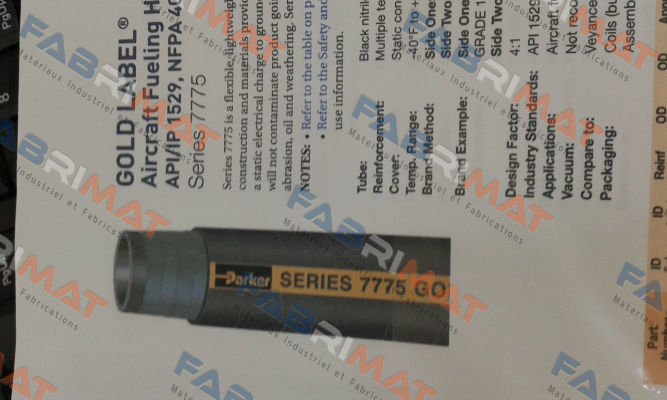 GOLD LABEL®
Aircraft Fueling H
API/IP 1529, NFPA 40
Series 7775
Series 7775 is a flexible, lightweight
construction and materials provid
a static electrical charge to ground
will not contaminate product goi
abrasion, oil and weathering. Ser
NOTES: • Refer to the table on p
• Refer to the Safety and
use information.
Tube: Black nitrile
Reinforcement: Multiple te
Cover: Static con
Temp. Range: -40°F to +
Brand Method: Side One:
Side Two
Brand Example: Side One
GRADE 1
Side Two
Design Factor: 4:1
Industry Standards: API 1529
Applications: Aircraft f
Vacuum: Not rec
Compare to: Veyance
Packaging: Coils (bu
Assemb
Part ID ID Reinf OD OD
Parker SERIES 7775 GO
FABRIMAT
Matériaux Industriel et Fabrications